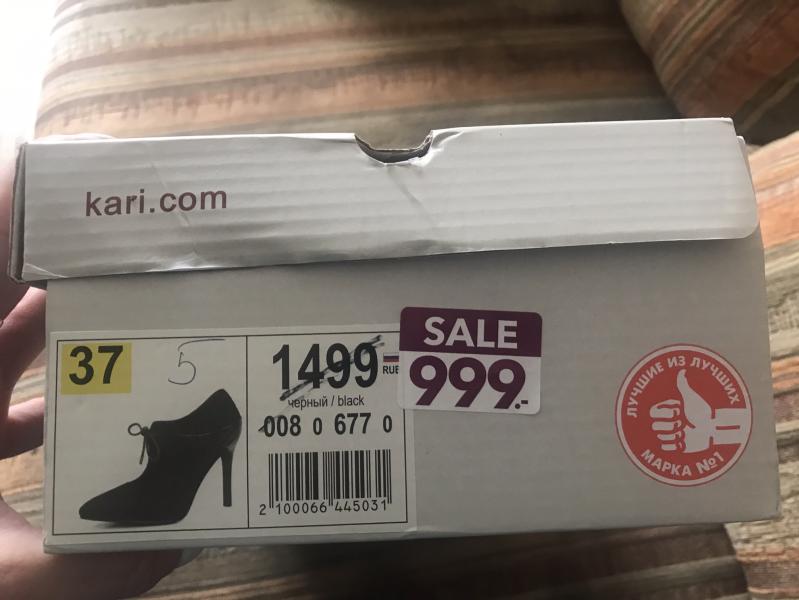 kari.com
37
5
1499
RUB
черный / black
008 0 677 0
2 100066 445031
SALE
999.-
ЛУЧШИЕ ИЗ ЛУЧШИХ
МАРКА №1